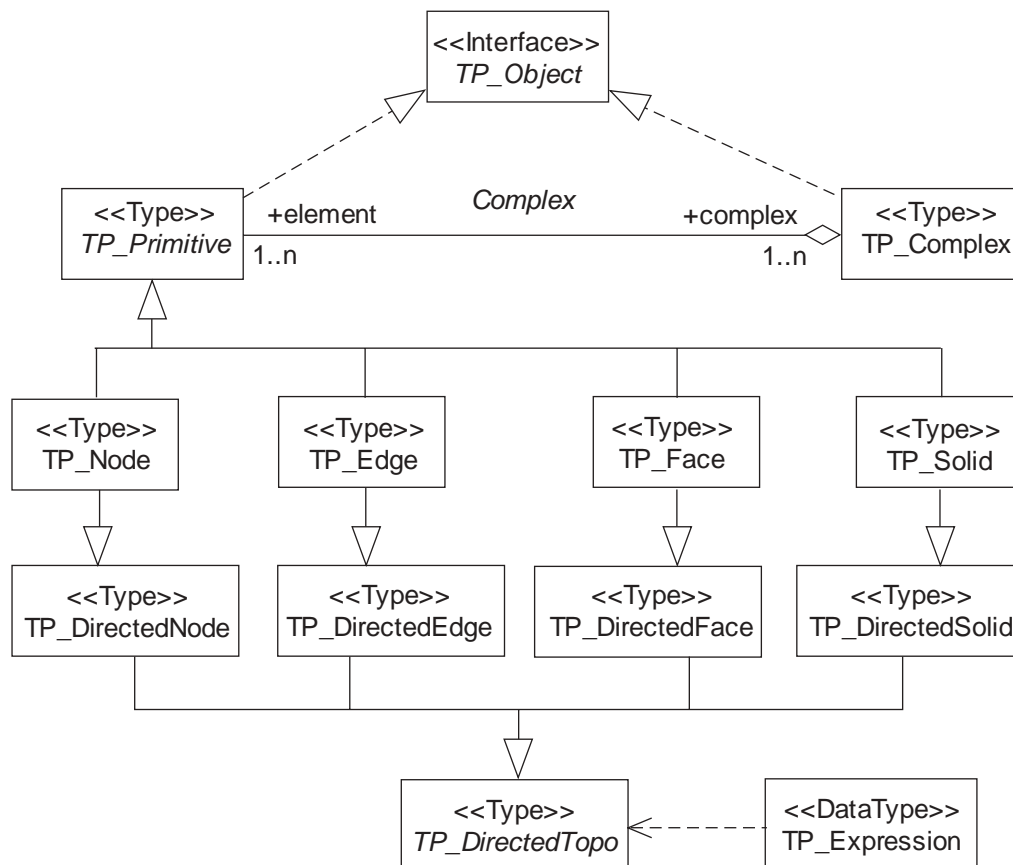 <<Interface>>
TP_Object
<<Type>>
TP_Primitive
+element
1..n
Complex
+complex
1..n
<<Type>>
TP_Complex
<<Type>>
TP_Node
<<Type>>
TP_Edge
<<Type>>
TP_Face
<<Type>>
TP_Solid
<<Type>>
TP_DirectedNode
<<Type>>
TP_DirectedEdge
<<Type>>
TP_DirectedFace
<<Type>>
TP_DirectedSolid
<<Type>>
TP_DirectedTopo
<<DataType>>
TP_Expression